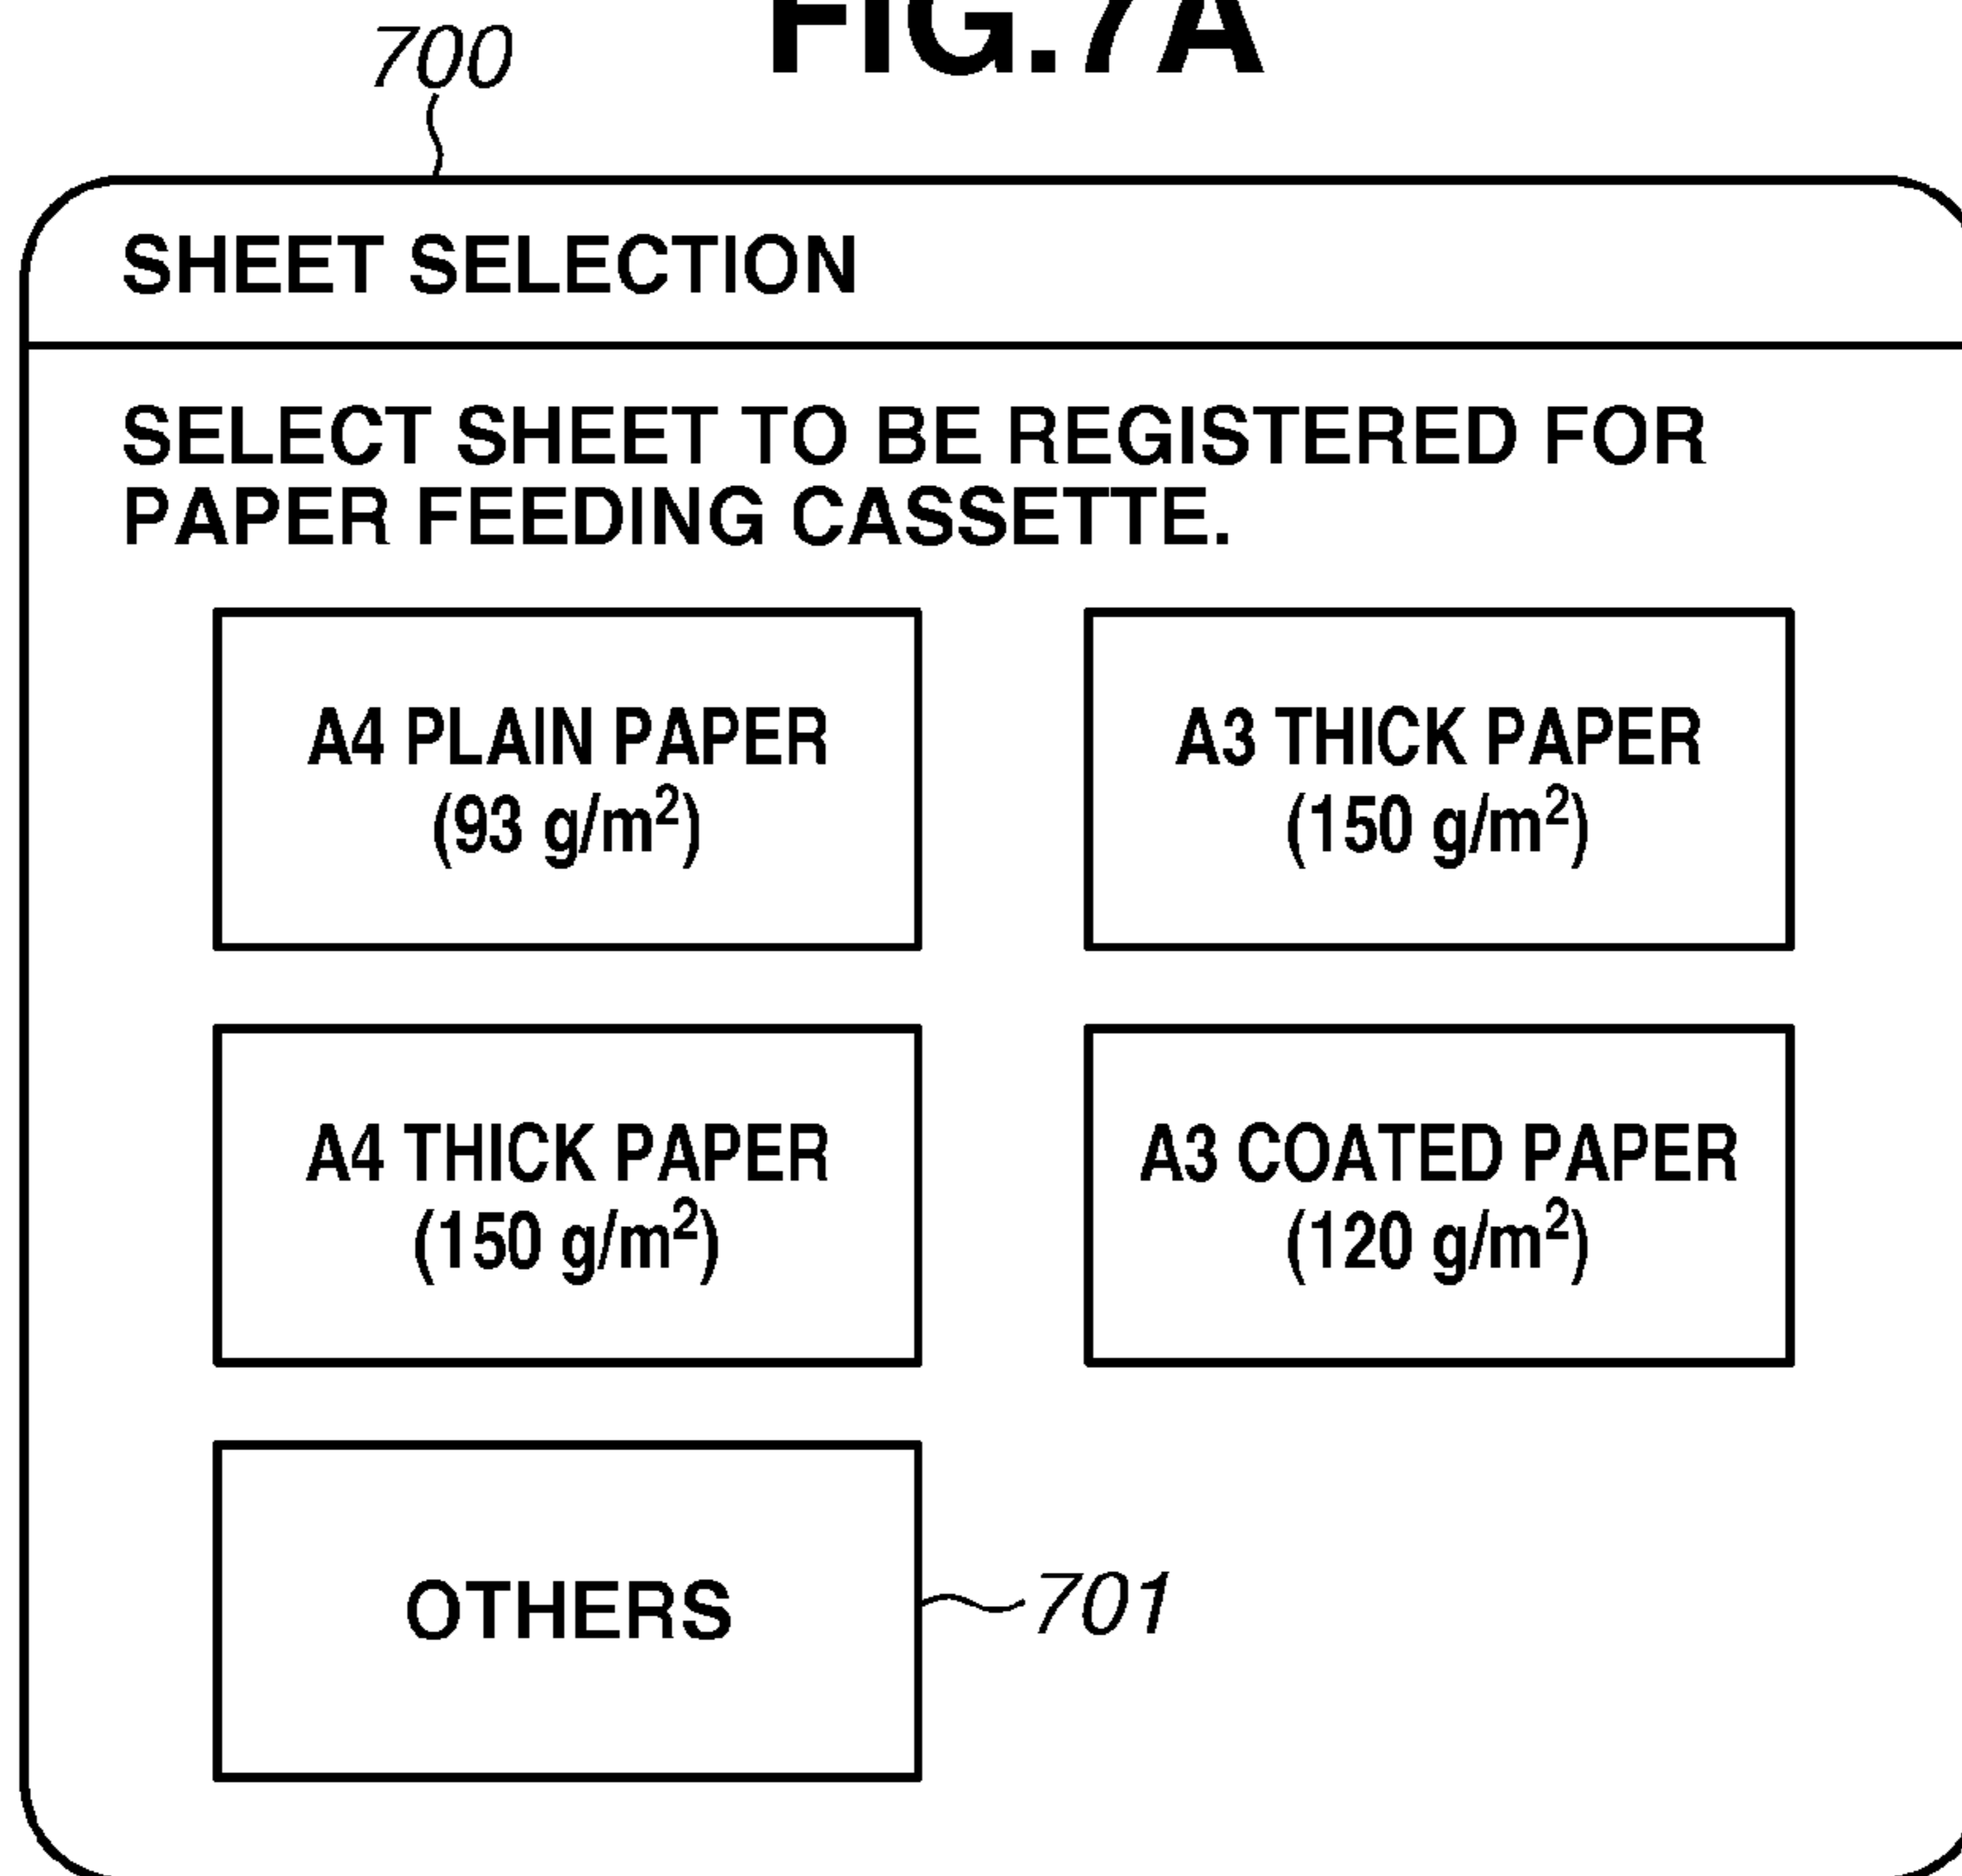 FIG.7A
700
SHEET SELECTION
SELECT SHEET TO BE REGISTERED FOR
PAPER FEEDING CASSETTE.
A4 PLAIN PAPER
(93 g/m²)
A3 THICK PAPER
(150 g/m²)
A4 THICK PAPER
(150 g/m²)
A3 COATED PAPER
(120 g/m²)
OTHERS
701